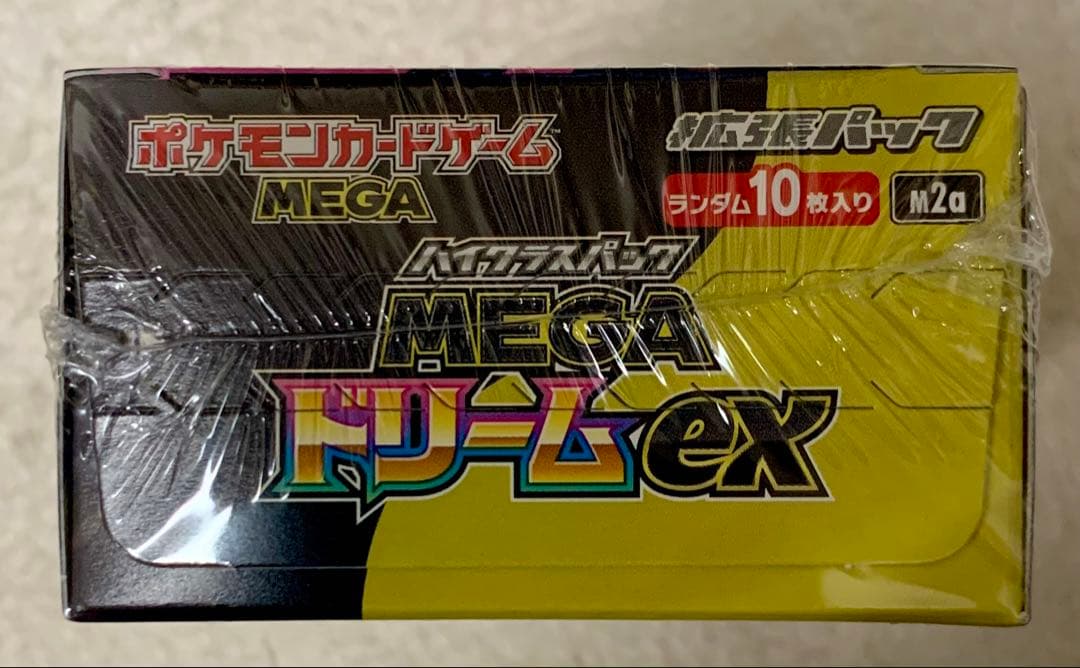 ポケモンカードゲーム™
MEGA
拡張パック
ランダム10枚入り
M2a
ハイクラスパック
MEGA
ドリームex